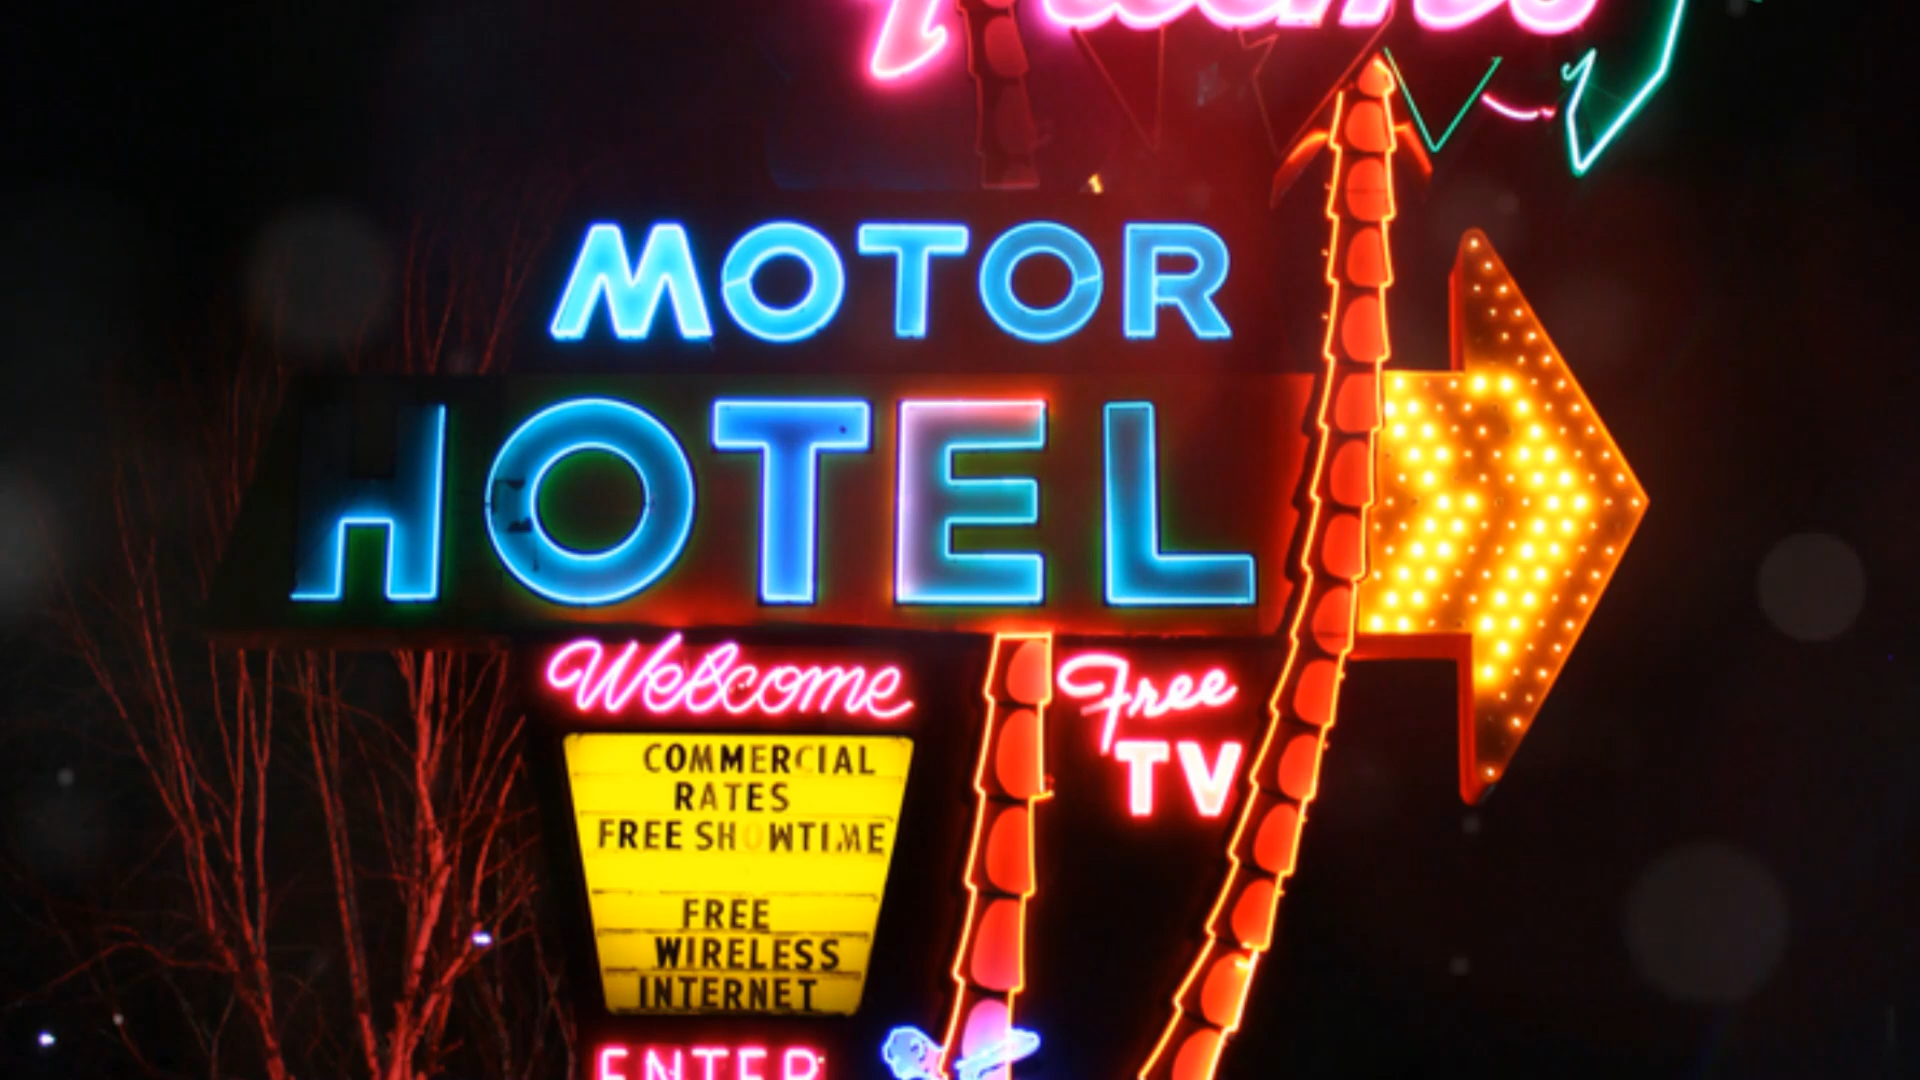 MOTOR
HOTEL
Welcome
Free
TV
COMMERCIAL
RATES
FREE SHOWTIME
FREE
WIRELESS
INTERNET
ENTER